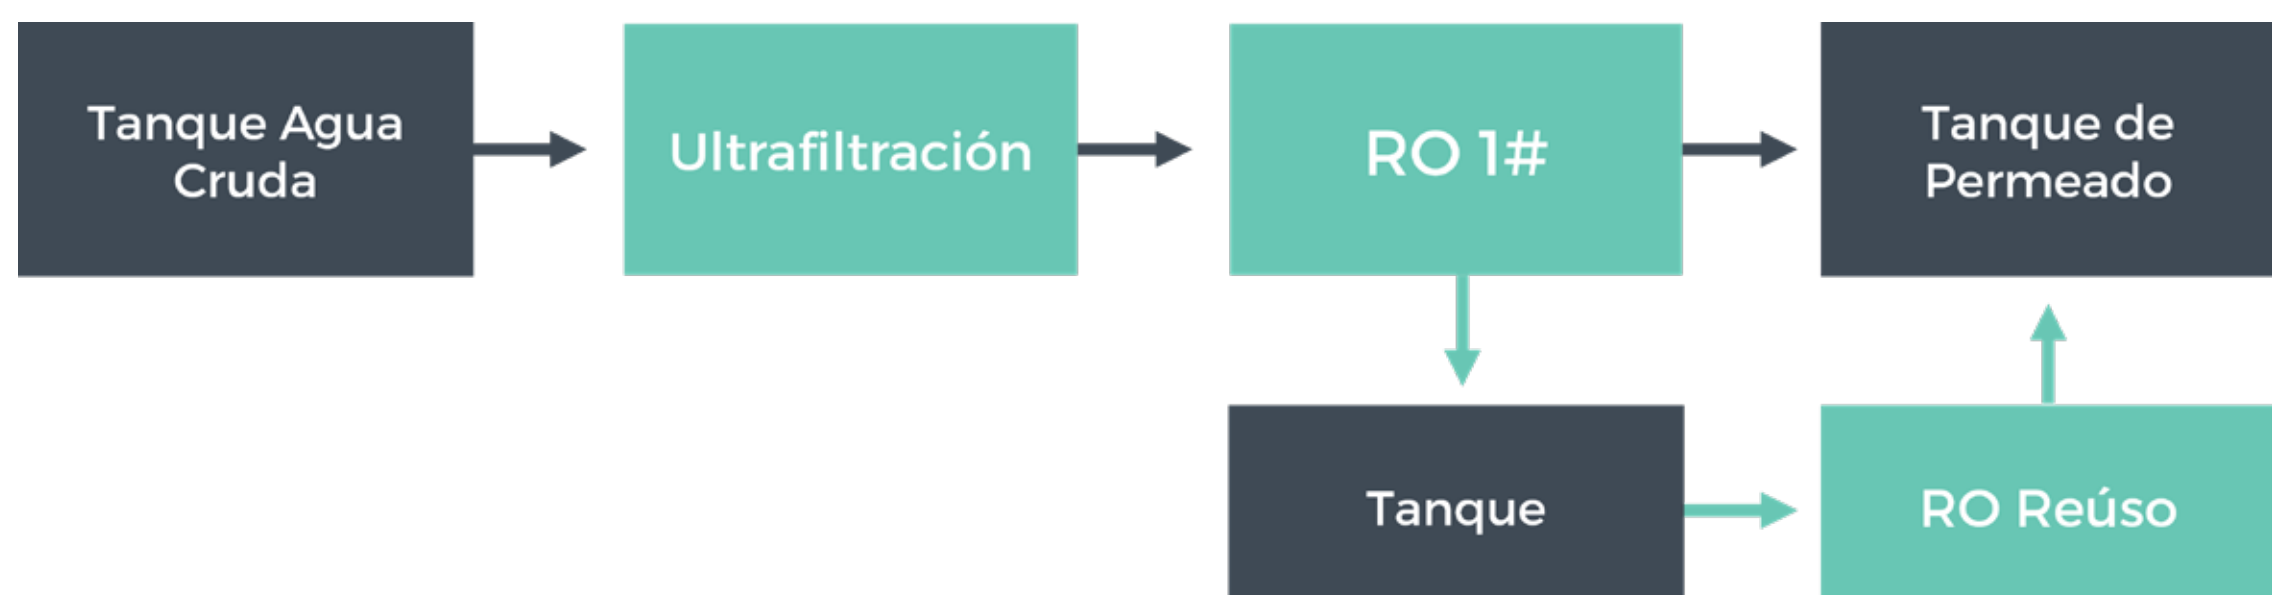 Tanque Agua
Cruda
Ultrafiltración
RO 1#
Tanque de
Permeado
Tanque
RO Reúso